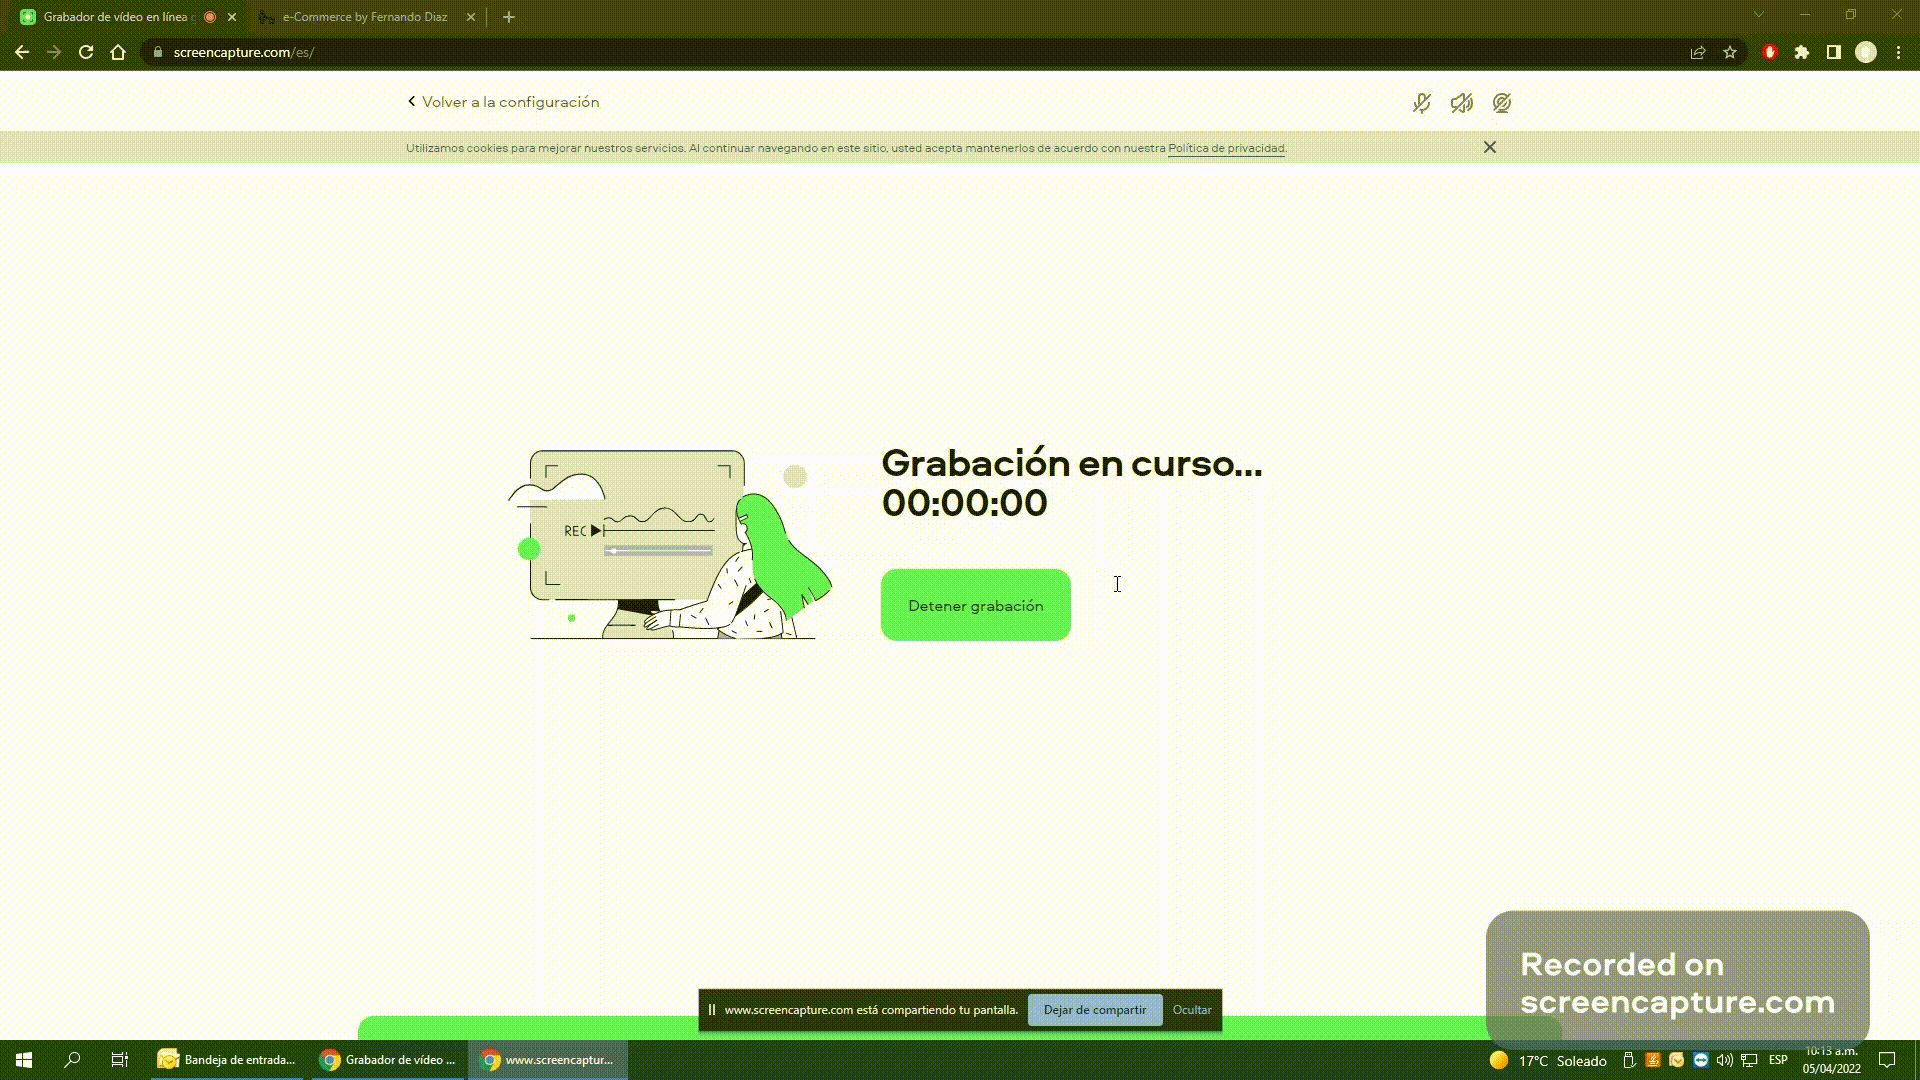 Grabador de vídeo en línea
e-Commerce by Fernando Diaz
screencapture.com/es/
Volver a la configuración
Utilizamos cookies para mejorar nuestros servicios. Al continuar navegando en este sitio, usted acepta mantenerlos de acuerdo con nuestra Política de privacidad.
REC
Grabación en curso...
00:00:00
Detener grabación
Recorded on
screencapture.com
www.screencapture.com está compartiendo tu pantalla.
Dejar de compartir
Ocultar
Bandeja de entrada...
Grabador de vídeo ...
www.screencaptur...
17°C Soleado
ESP
10:13 a.m.
05/04/2022